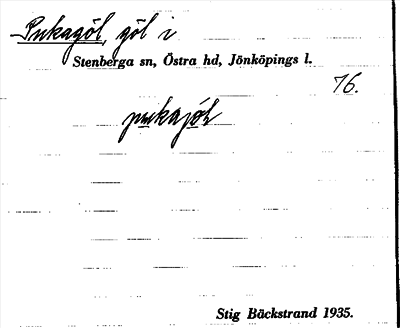 Pukagöl, göl i
Stenberga sn, Östra hd, Jönköpings l.
76.
pukajöl
Stig Bäckstrand 1935.